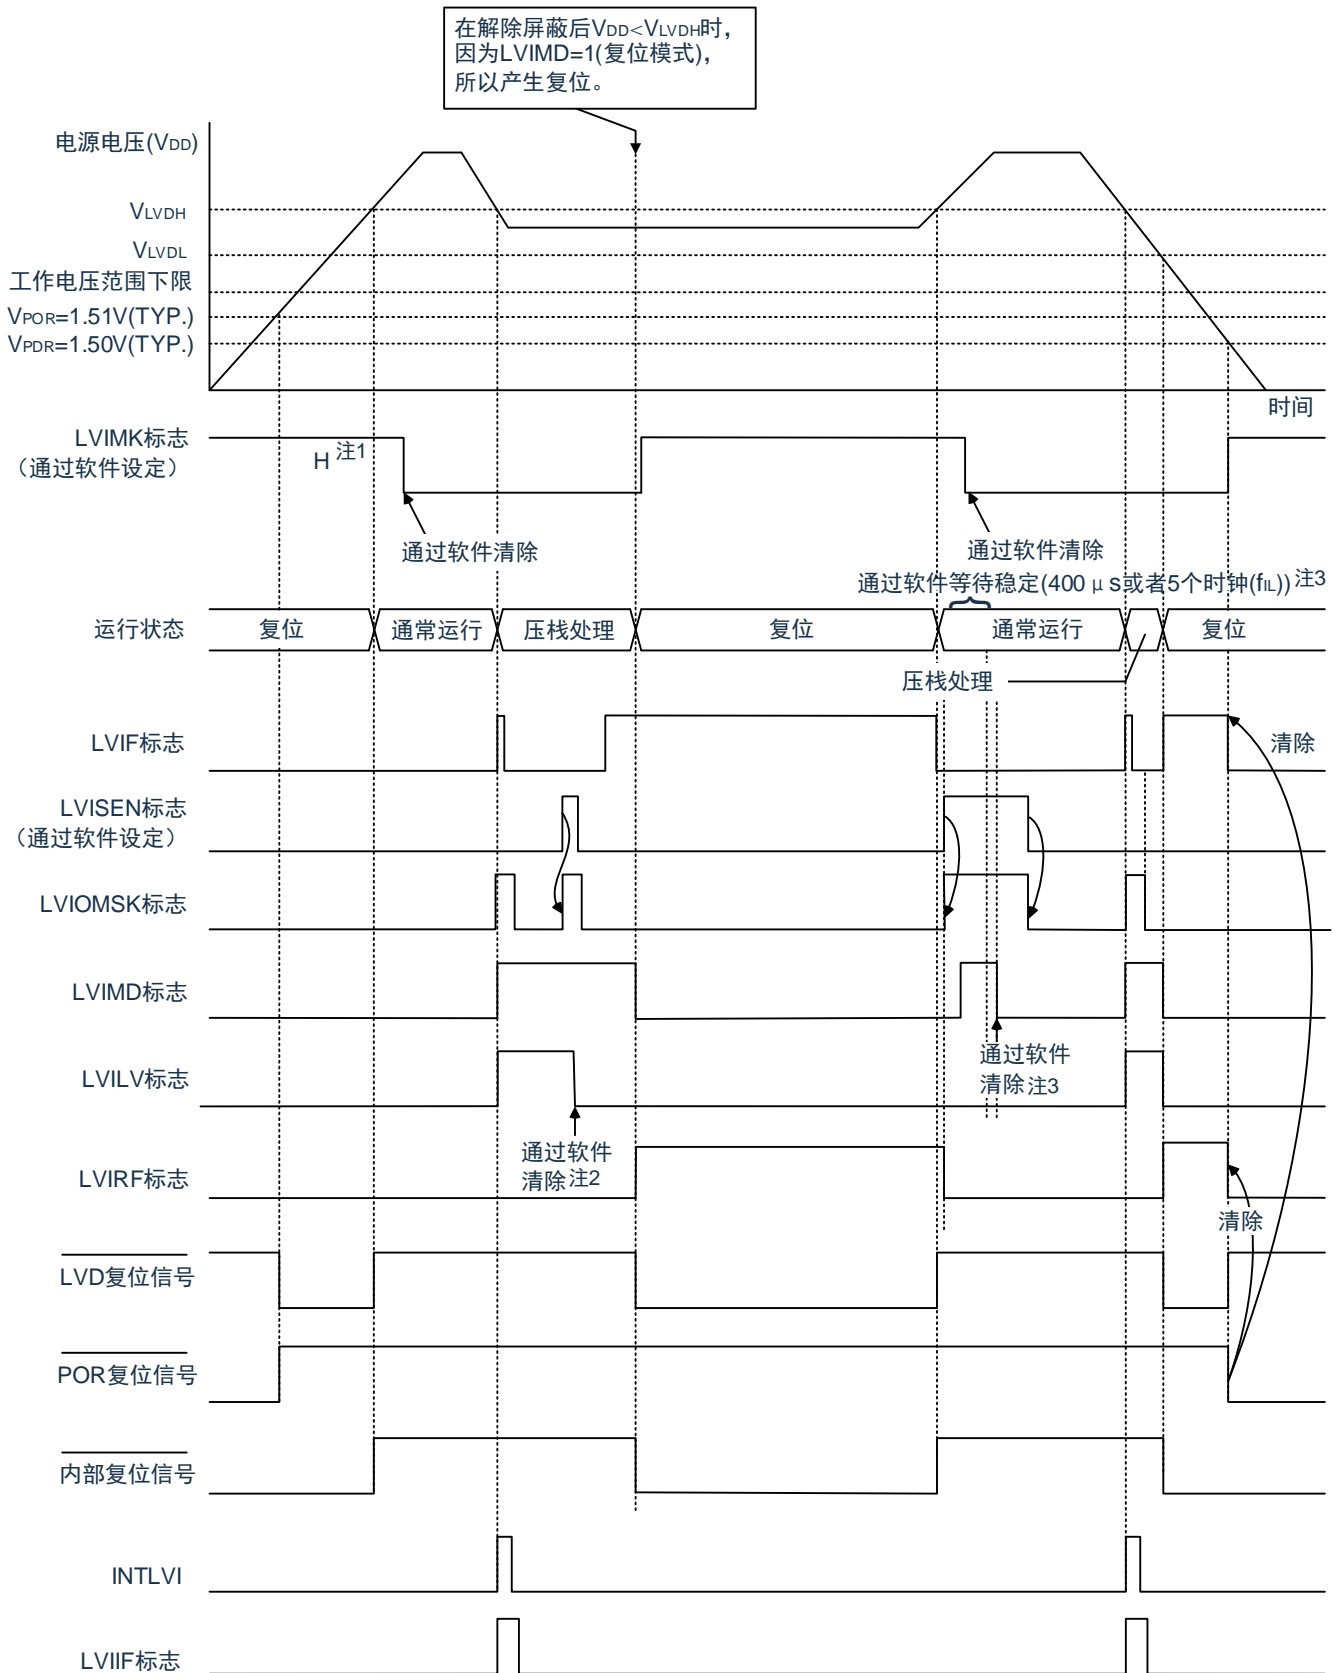 在解除屏蔽后VDD<VLVDH时，
因为LVIMD=1(复位模式)，
所以产生复位。
电源电压(VDD)
VLVDH
VLVDL
工作电压范围下限
VPOR=1.51V(TYP.)
VPDR=1.50V(TYP.)
时间
LVIMK标志
（通过软件设定）
H 注1
通过软件清除
通过软件清除
通过软件等待稳定(400 μs或者5个时钟(fIL)) 注3
运行状态
复位
通常运行
压栈处理
复位
通常运行
复位
压栈处理
LVIF标志
清除
LVISEN标志
（通过软件设定）
LVIOMSK标志
LVIMD标志
通过软件
清除注3
LVILV标志
通过软件
清除注2
LVIRF标志
清除
LVD复位信号
POR复位信号
内部复位信号
INTLVI
LVIIF标志